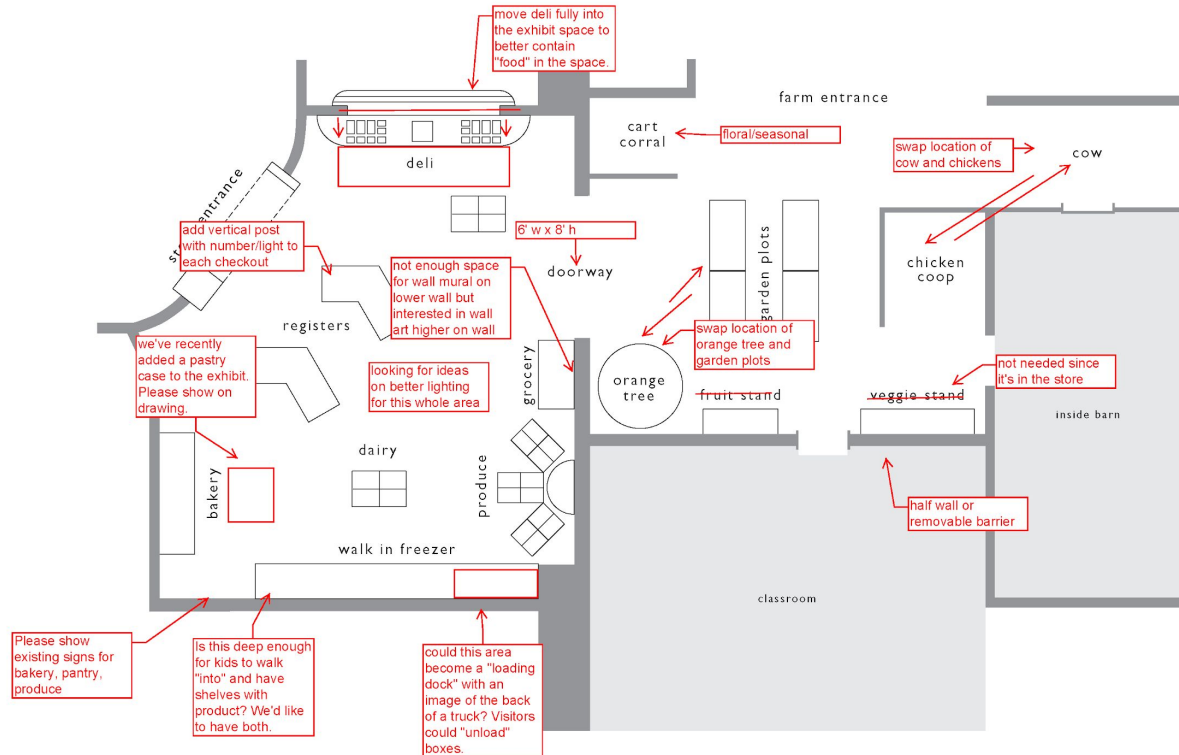 move deli fully into
the exhibit space to
better contain
"food" in the space.
farm entrance
cart
corral
floral/seasonal
swap location of
cow and chickens
cow
deli
entrance
add vertical post
with number/light to
each checkout
6' w x 8' h
doorway
not enough space
for wall mural on
lower wall but
interested in wall
art higher on wall
garden plots
chicken
coop
registers
swap location of
orange tree and
garden plots
we've recently
added a pastry
case to the exhibit.
Please show on
drawing.
looking for ideas
on better lighting
for this whole area
grocery
orange
tree
fruit stand
veggie stand
not needed since
it's in the store
inside barn
bakery
dairy
produce
half wall or
removable barrier
walk in freezer
classroom
Please show
existing signs for
bakery, pantry,
produce
Is this deep enough
for kids to walk
"into" and have
shelves with
product? We'd like
to have both.
could this area
become a "loading
dock" with an
image of the back
of a truck? Visitors
could "unload"
boxes.